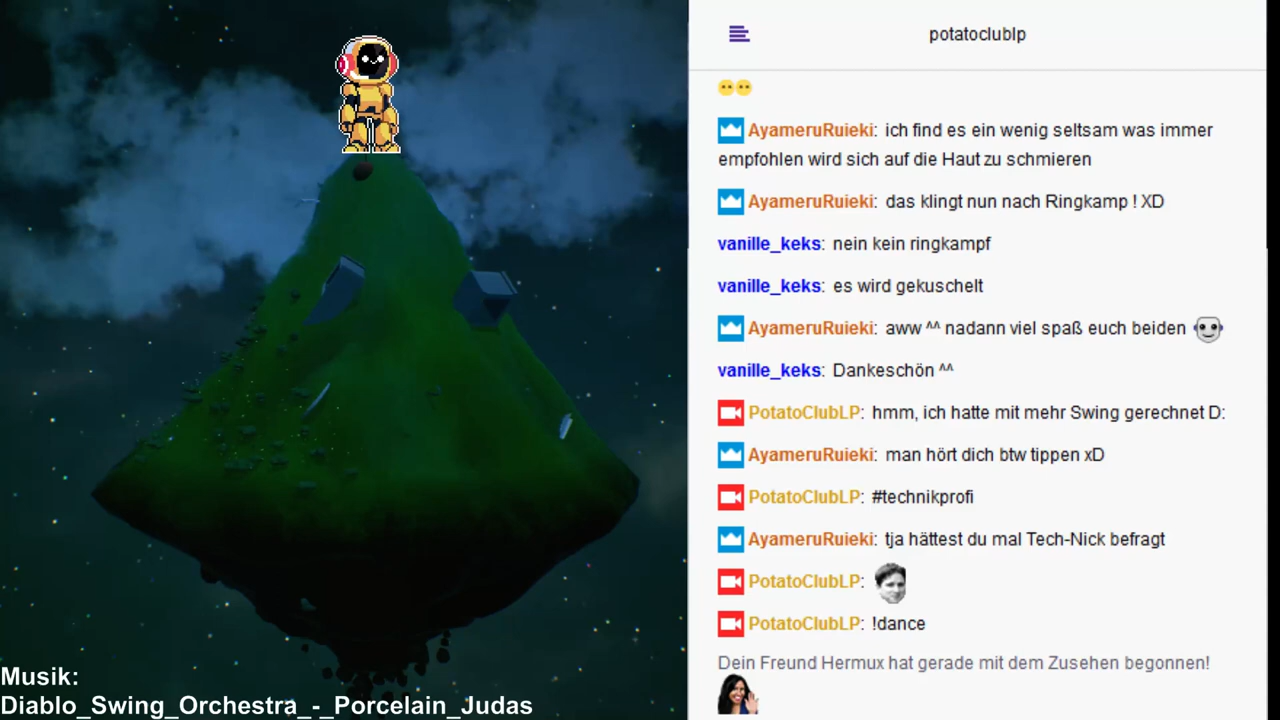 potatoclublp
AyameruRuieki: ich find es ein wenig seltsam was immer
empfohlen wird sich auf die Haut zu schmieren
AyameruRuieki: das klingt nun nach Ringkamp ! XD
vanille_keks: nein kein ringkampf
vanille_keks: es wird gekuschelt
AyameruRuieki: aww ^^ nadann viel spaß euch beiden
vanille_keks: Dankeschön ^^
PotatoClubLP: hmm, ich hatte mit mehr Swing gerechnet D:
AyameruRuieki: man hört dich btw tippen xD
PotatoClubLP: #technikprofi
AyameruRuieki: tja hättest du mal Tech-Nick befragt
PotatoClubLP:
PotatoClubLP: !dance
Dein Freund Hermux hat gerade mit dem Zusehen begonnen!
Musik:
Diablo_Swing_Orchestra_-_Porcelain_Judas